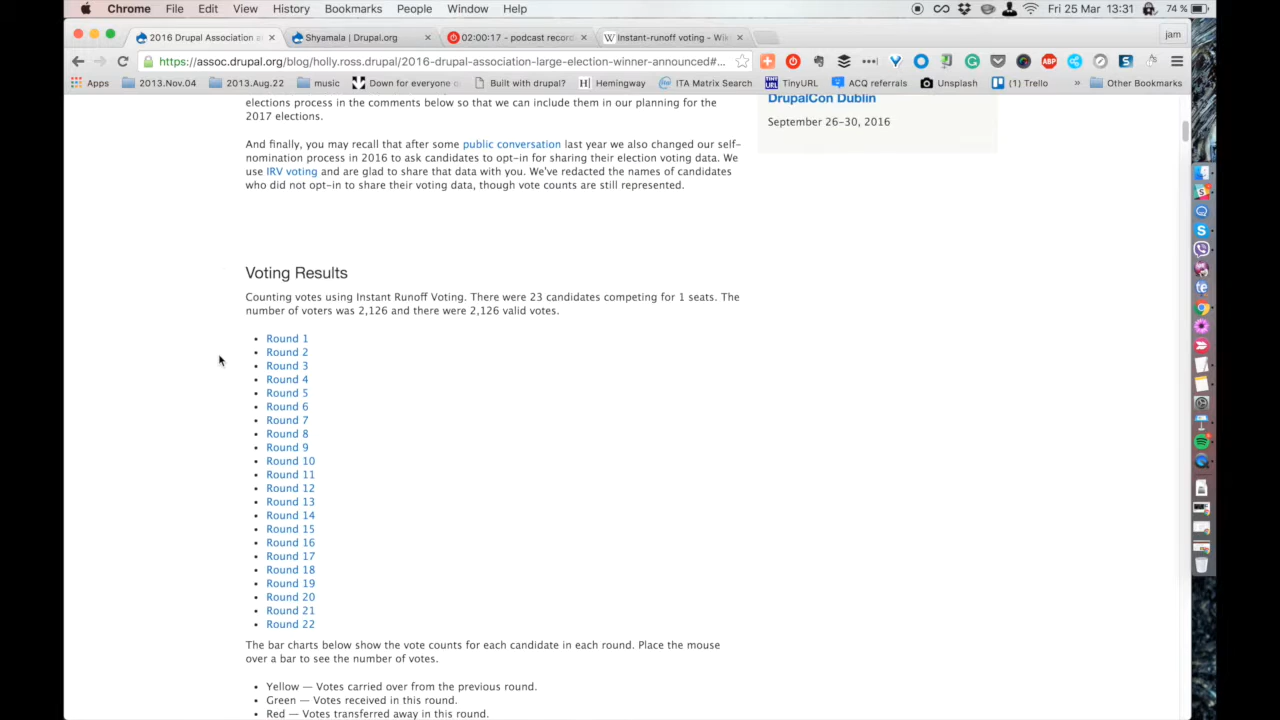 Chrome File Edit View History Bookmarks People Window Help Fri 25 Mar 13:31 74 %
2016 Drupal Association a Shyamala | Drupal.org 02:00:17 – podcast record Instant-runoff voting - Wik jam
https://assoc.drupal.org/blog/holly.ross.drupal/2016-drupal-association-large-election-winner-announced#... ABP
Apps 2013.Nov.04 2013.Aug.22 music Down for everyone o Built with drupal? Hemingway ITA Matrix Search TinyURL ACQ referrals Unsplash (1) Trello » Other Bookmarks
elections process in the comments below so that we can include them in our planning for the
2017 elections.
DrupalCon Dublin
September 26–30, 2016
And finally, you may recall that after some public conversation last year we also changed our self-
nomination process in 2016 to ask candidates to opt-in for sharing their election voting data. We
use IRV voting and are glad to share that data with you. We've redacted the names of candidates
who did not opt-in to share their voting data, though vote counts are still represented.
Voting Results
Counting votes using Instant Runoff Voting. There were 23 candidates competing for 1 seats. The
number of voters was 2,126 and there were 2,126 valid votes.
• Round 1
• Round 2
• Round 3
• Round 4
• Round 5
• Round 6
• Round 7
• Round 8
• Round 9
• Round 10
• Round 11
• Round 12
• Round 13
• Round 14
• Round 15
• Round 16
• Round 17
• Round 18
• Round 19
• Round 20
• Round 21
• Round 22
The bar charts below show the vote counts for each candidate in each round. Place the mouse
over a bar to see the number of votes.
• Yellow — Votes carried over from the previous round.
• Green — Votes received in this round.
• Red — Votes transferred away in this round.